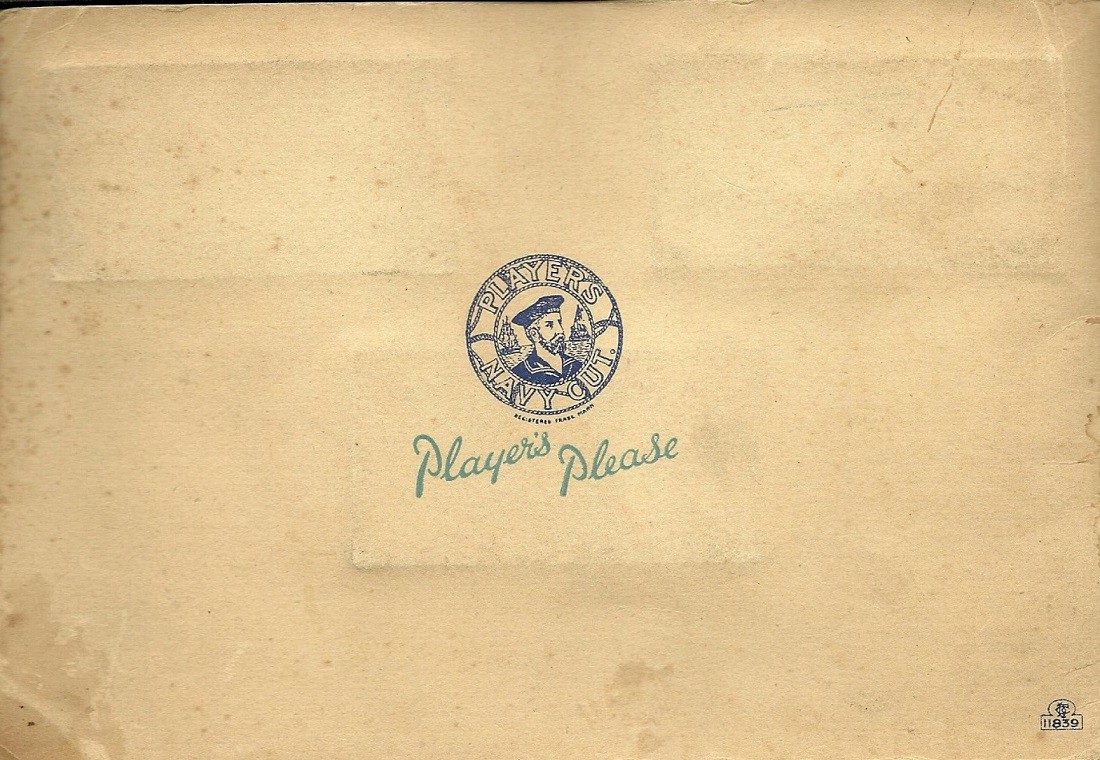 PLAYER'S
NAVY CUT.
REGISTERED TRADE MARK
Player's Please
11839